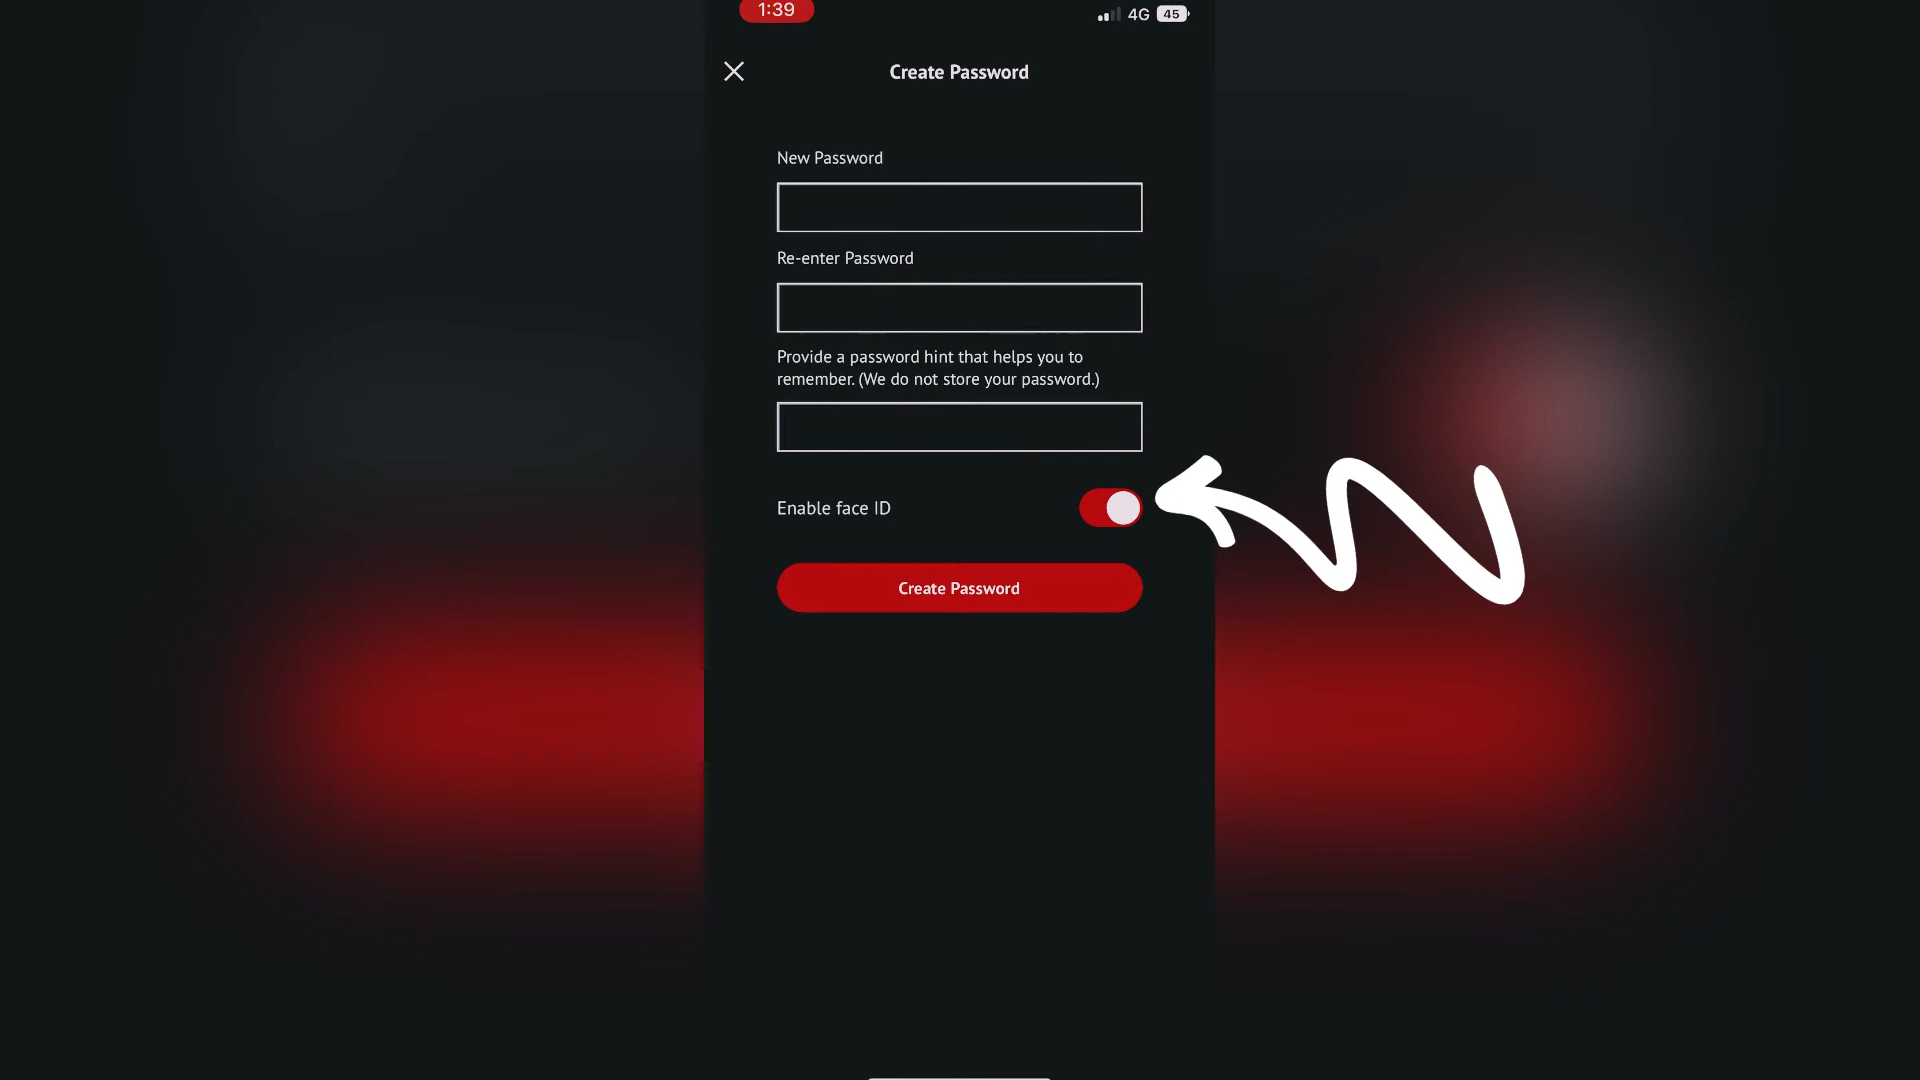 1:39
4G 45
Create Password
New Password
Re-enter Password
Provide a password hint that helps you to
remember. (We do not store your password.)
Enable face ID
Create Password